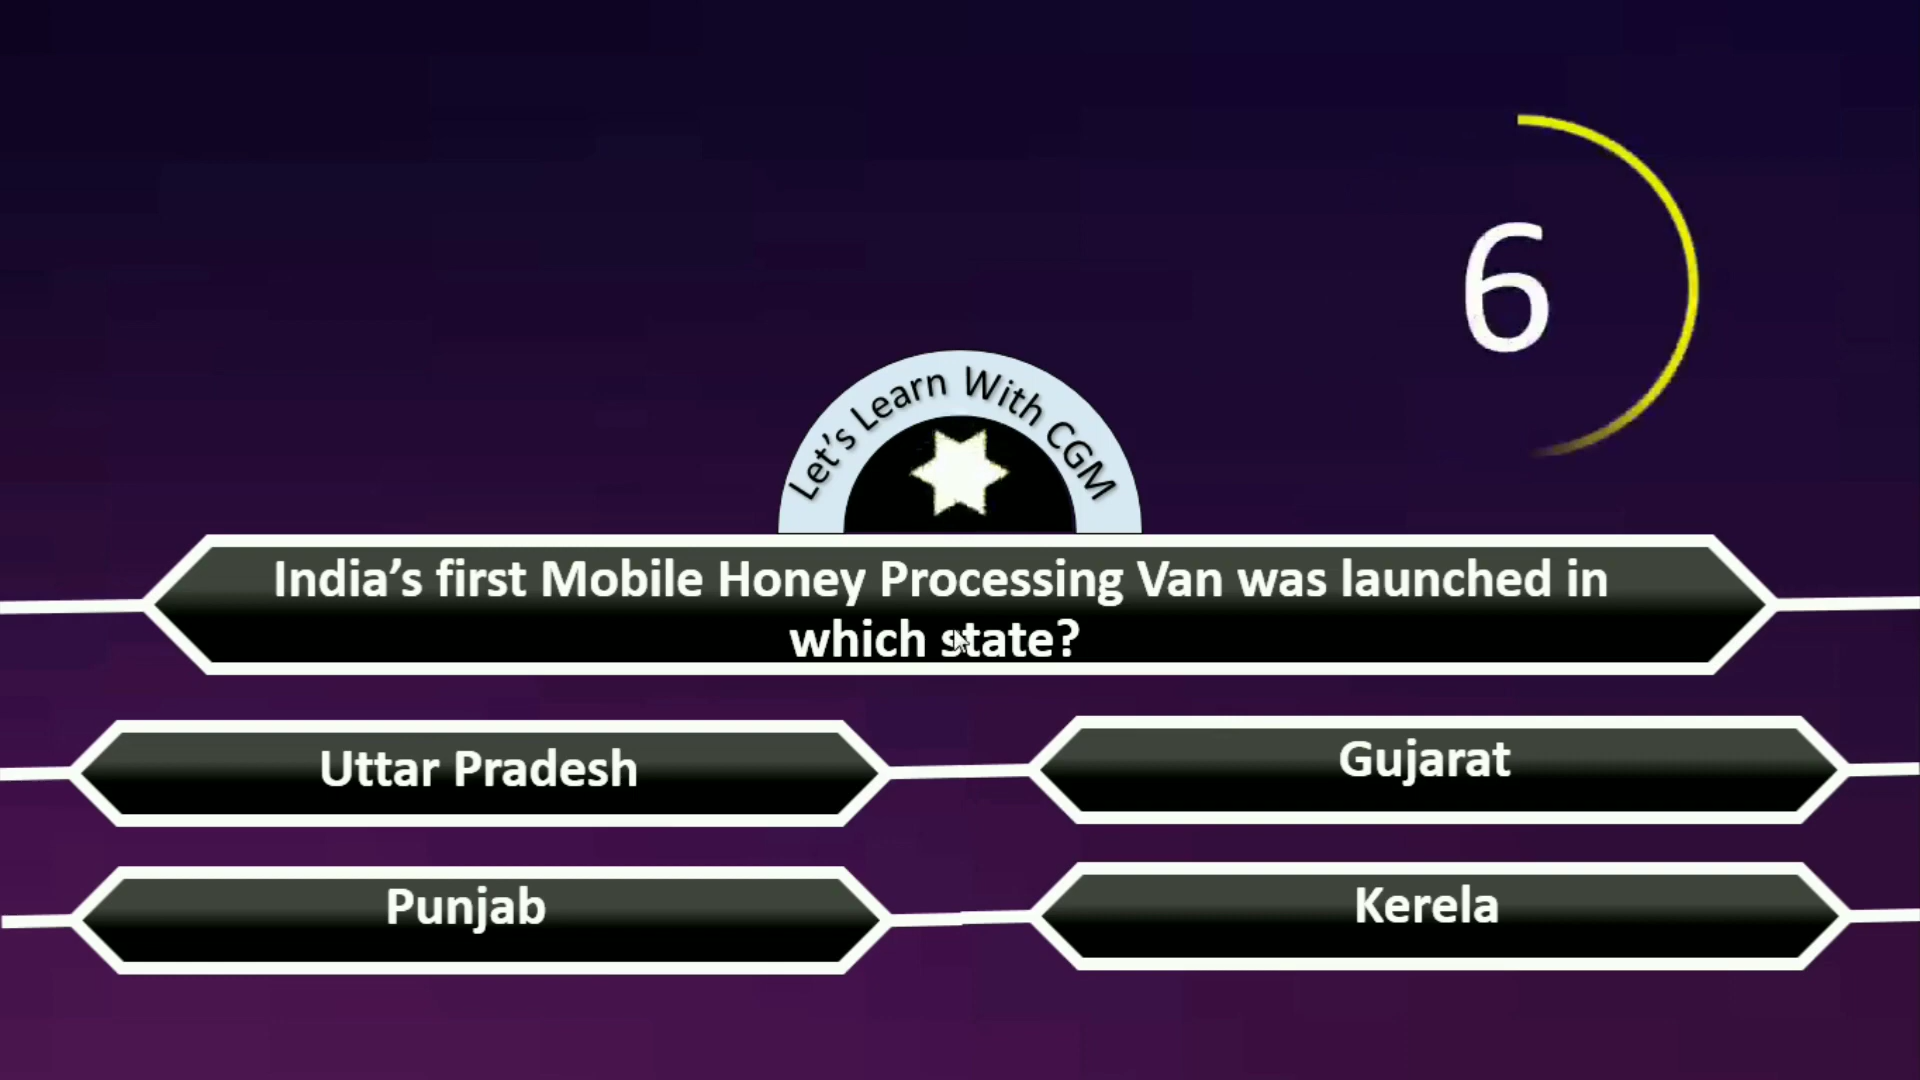 6
Let's Learn With CGM
India's first Mobile Honey Processing Van was launched in
which state?
Uttar Pradesh
Gujarat
Punjab
Kerela